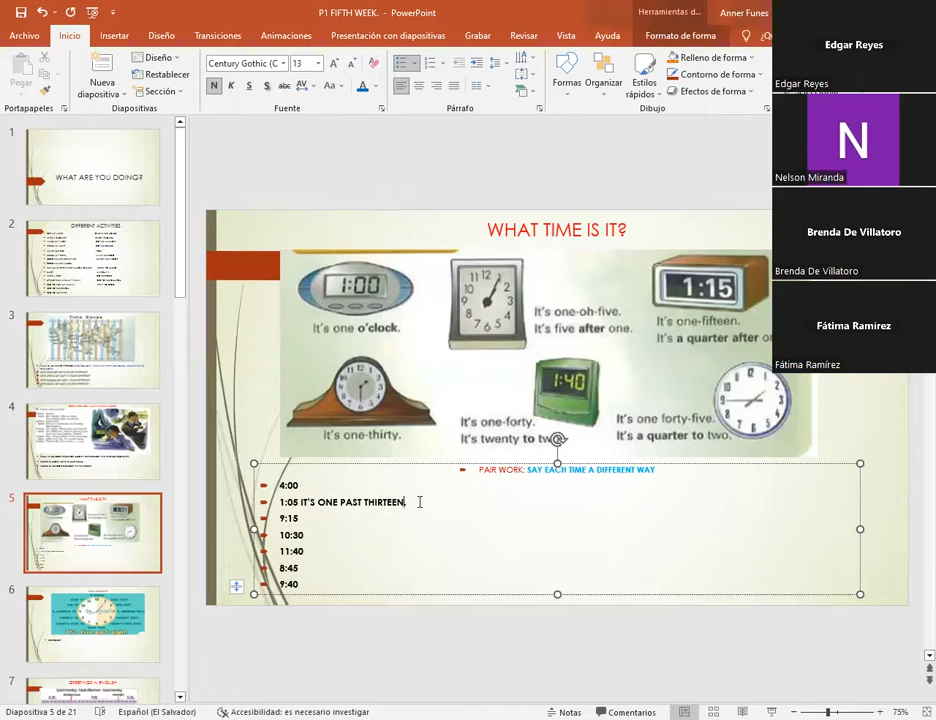 P1 FIFTH WEEK. - PowerPoint
Herramientas d...
Anner Funes
Archivo Inicio Insertar Diseño Transiciones Animaciones Presentación con diapositivas Grabar Revisar Vista Ayuda Formato de forma
Pegar
Nueva diapositiva
Diseño
Restablecer
Sección
Century Gothic (C
13
N K S abc AV Aa A
Formas
Organizar
Estilos rápidos
Relleno de forma
Contorno de forma
Efectos de forma
Portapapeles Diapositivas Fuente Párrafo Dibujo
Edgar Reyes
Edgar Reyes
N
Nelson Miranda
Brenda De Villatoro
Brenda De Villatoro
Fátima Ramírez
Fátima Ramírez
1
WHAT ARE YOU DOING?
2
DIFFERENT ACTIVITIES
3
Time Zones
4
5
6
7
GREETINGS IN ENGLISH
WHAT TIME IS IT?
1:00
It's one o'clock.
It's one-oh-five.
It's five after one.
1:15
It's one-fifteen.
It's a quarter after
It's one-thirty.
1:40
It's one-forty.
It's twenty to
It's one forty-five.
It's a quarter to two.
PAIR WORK: SAY EACH TIME A DIFFERENT WAY
4:00
1:05 IT'S ONE PAST THIRTEEN,
9:15
10:30
11:40
8:45
9:40
Diapositiva 5 de 21
Español (El Salvador)
Accesibilidad: es necesario investigar
Notas
Comentarios
75%